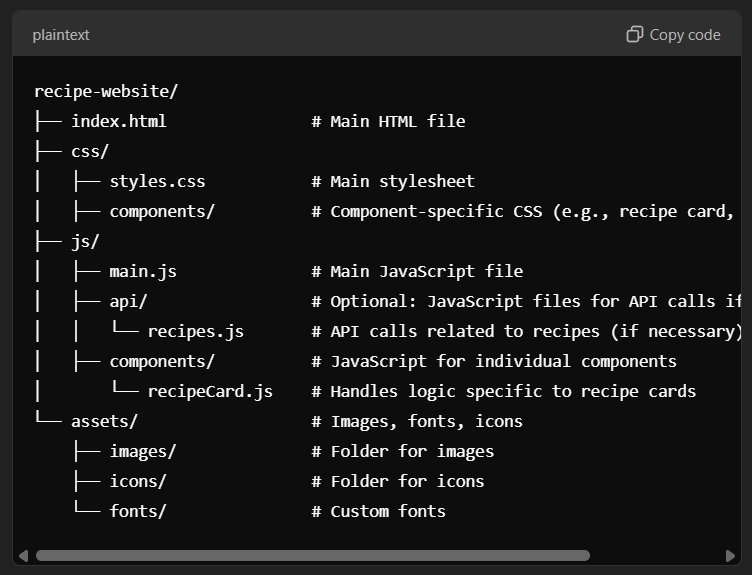 plaintext
Copy code
recipe-website/
├── index.html               # Main HTML file
├── css/
│   ├── styles.css           # Main stylesheet
│   ├── components/          # Component-specific CSS (e.g., recipe card,
├── js/
│   ├── main.js              # Main JavaScript file
│   ├── api/                 # Optional: JavaScript files for API calls if
│   │   └── recipes.js       # API calls related to recipes (if necessary)
│   ├── components/          # JavaScript for individual components
│       └── recipeCard.js    # Handles logic specific to recipe cards
└── assets/                  # Images, fonts, icons
    ├── images/              # Folder for images
    ├── icons/               # Folder for icons
    └── fonts/               # Custom fonts